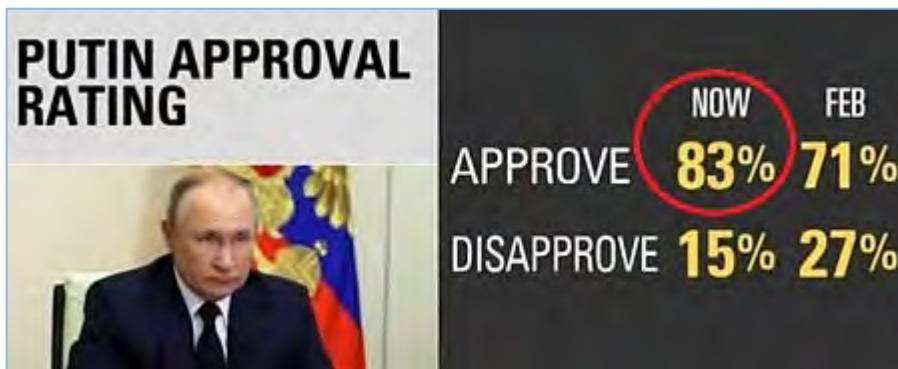 PUTIN APPROVAL
RATING
NOW FEB
APPROVE 83% 71%
DISAPPROVE 15% 27%